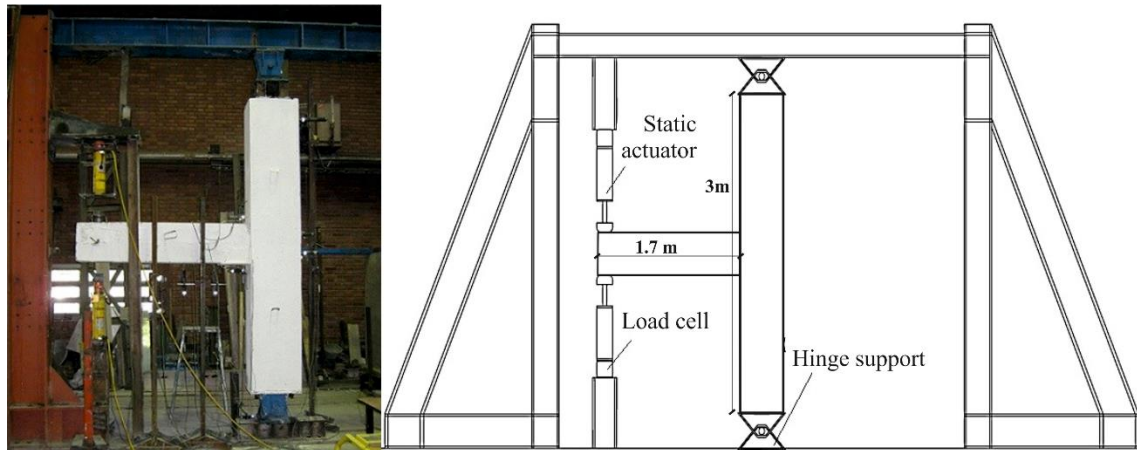 Static
actuator
3m
1.7 m
Load cell
Hinge support